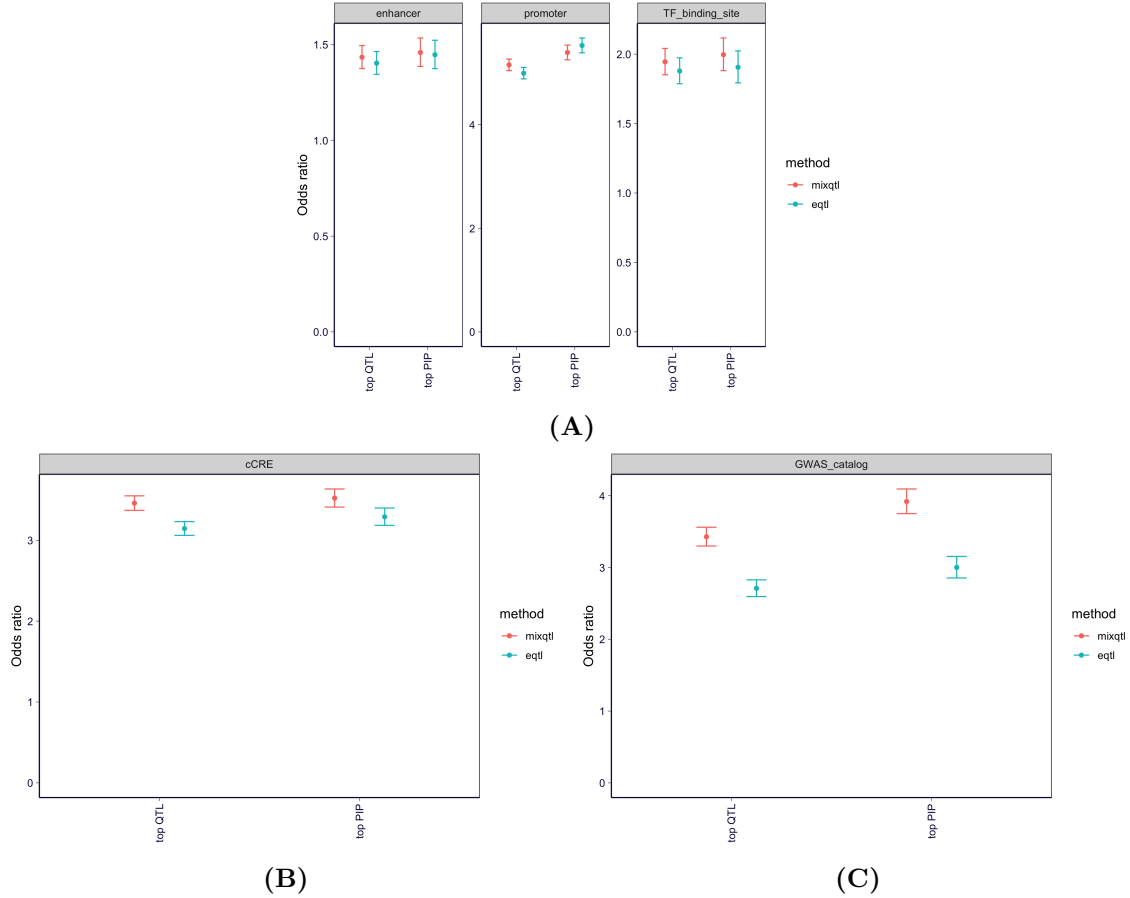 enhancer
promoter
TF_binding_site
Odds ratio
1.5
1.0
0.5
0.0
4
2
0
2.0
1.5
1.0
0.5
0.0
top QTL
top PIP
top QTL
top PIP
top QTL
top PIP
method
mixqtl
eqtl
(A)
cCRE
Odds ratio
3
2
1
0
top QTL
top PIP
method
mixqtl
eqtl
(B)
GWAS_catalog
Odds ratio
4
3
2
1
0
top QTL
top PIP
method
mixqtl
eqtl
(C)